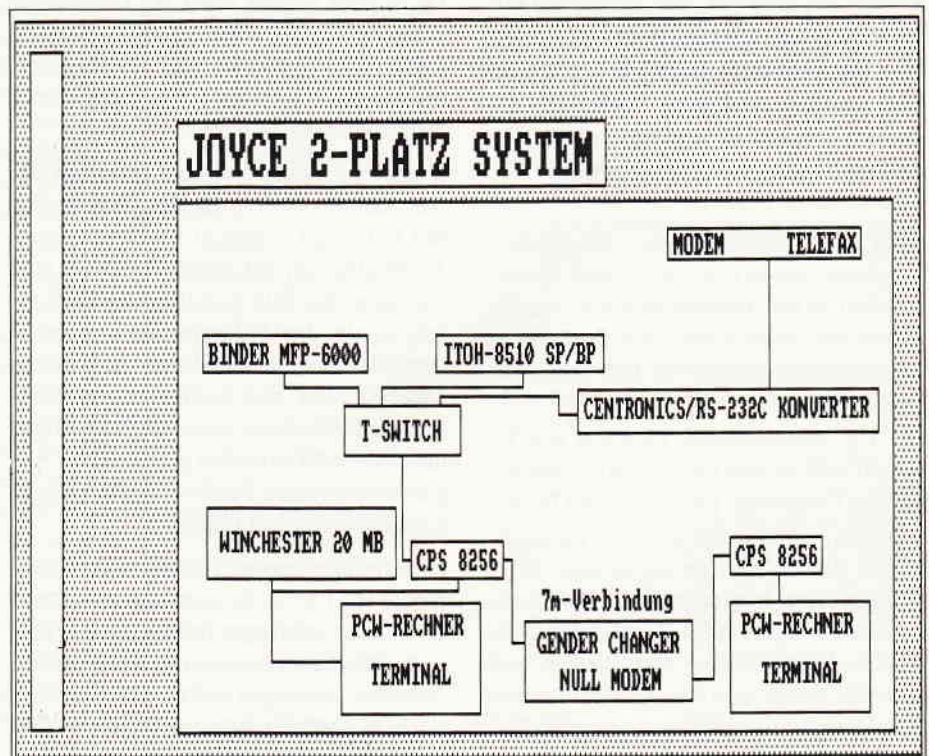 JOYCE 2-PLATZ SYSTEM
MODEM TELEFAX
BINDER MFP-6000
ITOH-8510 SP/BP
CENTRONICS/RS-232C KONVERTER
T-SWITCH
WINCHESTER 20 MB
CPS 8256
CPS 8256
7m-Verbindung
PCW-RECHNER
TERMINAL
GENDER CHANGER
NULL MODEM
PCW-RECHNER
TERMINAL